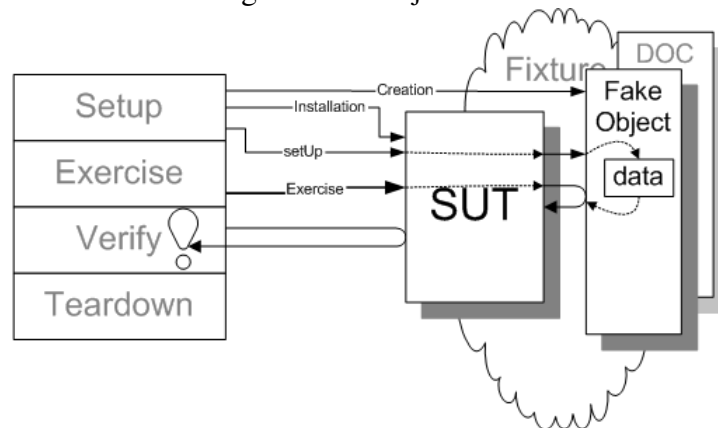 DOC
Fixture
Creation
Fake
Object
Setup
Installation
setUp
data
Exercise
Exercise
SUT
Verify
Teardown